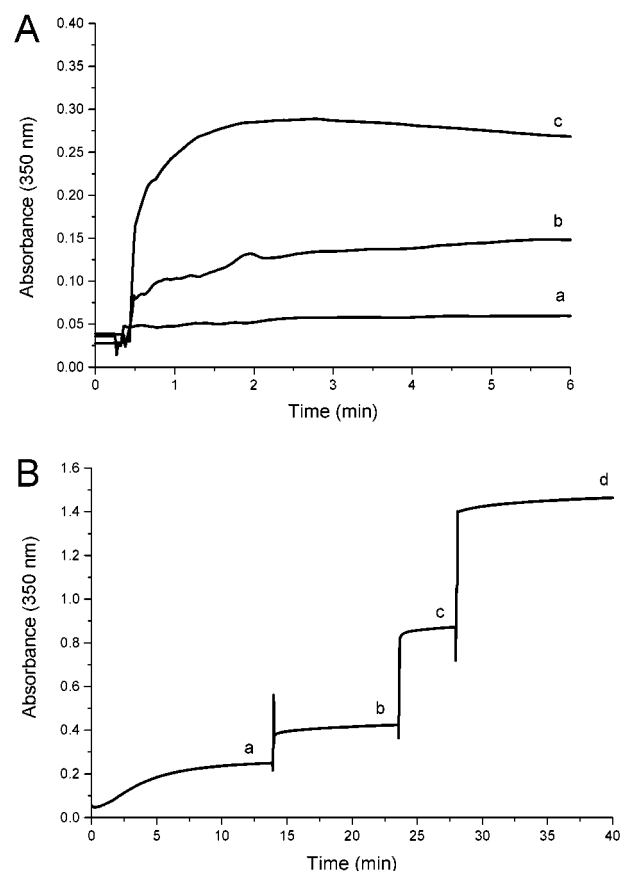 A
0.40
0.35
0.30
0.25
0.20
0.15
0.10
0.05
0.00
Absorbance (350 nm)
c
b
a
0 1 2 3 4 5 6
Time (min)
B
1.6
1.4
1.2
1.0
0.8
0.6
0.4
0.2
0.0
Absorbance (350 nm)
a
b
c
d
0 5 10 15 20 25 30 35 40
Time (min)